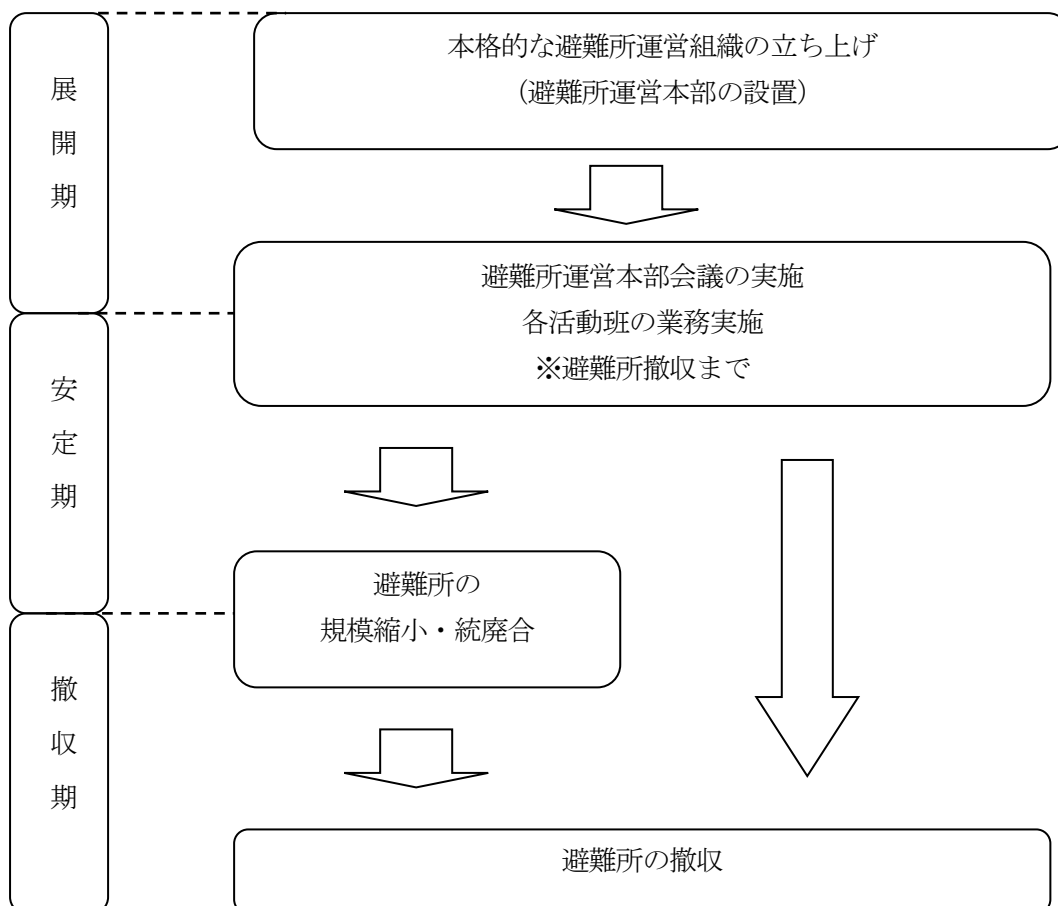 展開期
本格的な避難所運営組織の立ち上げ
（避難所運営本部の設置）
避難所運営本部会議の実施
各活動班の業務実施
※避難所撤収まで
安定期
避難所の
規模縮小・統廃合
撤収期
避難所の撤収